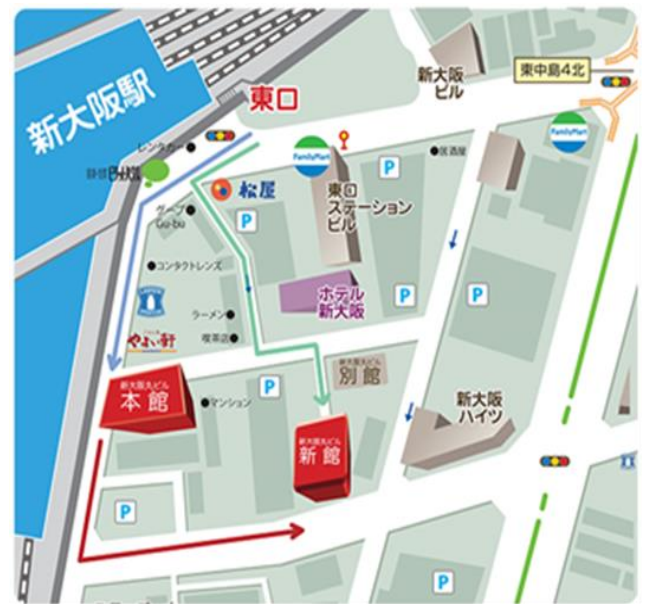 新大阪駅
東口
新大阪
ビル
東中島4北
レンタカー
FamilyMart
FamilyMart
P
居酒屋
松屋
東口
ステーション
ビル
グーブ
Gu-bu
P
コンタクトレンズ
ホテル
新大阪
P
P
ラーメン
喫茶店
やよい軒
新大阪丸ビル
別館
新大阪丸ビル
本館
P
マンション
新大阪
ハイツ
新大阪丸ビル
新館
P
P